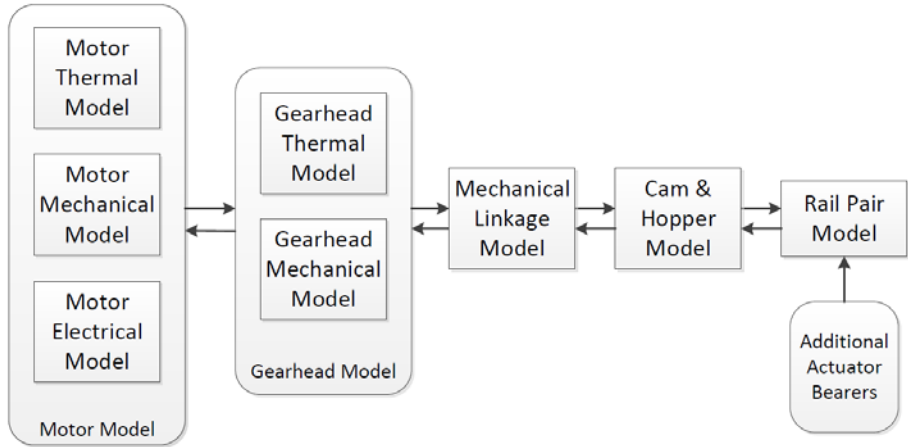 Motor
Thermal
Model
Motor
Mechanical
Model
Motor
Electrical
Model
Motor Model
Gearhead
Thermal
Model
Gearhead
Mechanical
Model
Gearhead Model
Mechanical
Linkage
Model
Cam &
Hopper
Model
Rail Pair
Model
Additional
Actuator
Bearers